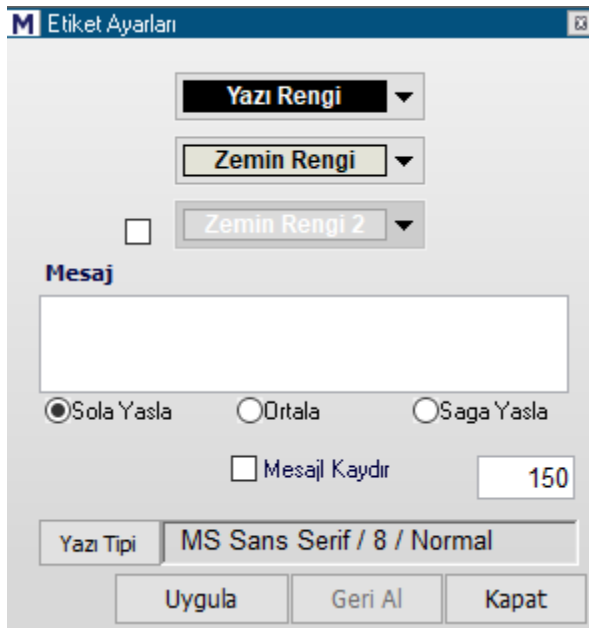 M Etiket Ayarları
Yazı Rengi
Zemin Rengi
Zemin Rengi 2
Mesaj
Sola Yasla Ortala Saga Yasla
Mesajl Kaydır 150
Yazı Tipi MS Sans Serif / 8 / Normal
Uygula Geri Al Kapat